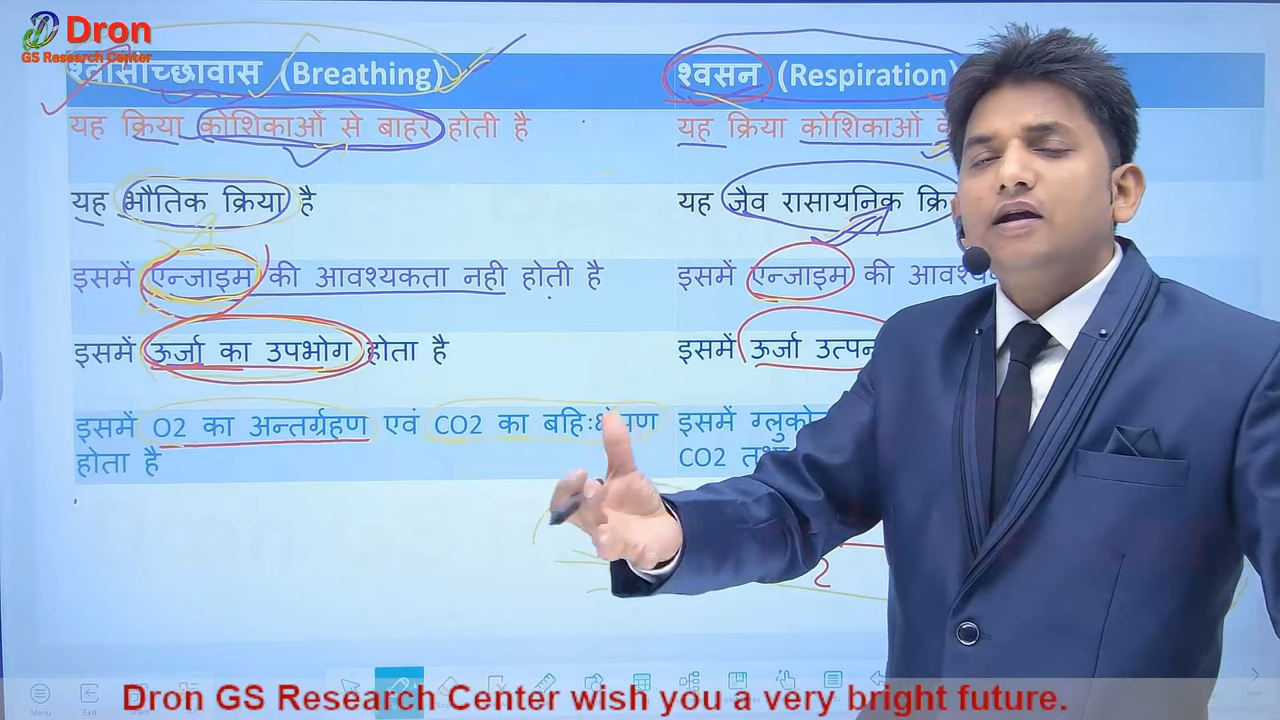 Dron
GS Research Center
श्वासोच्छावास (Breathing)
श्वसन (Respiration)
यह क्रिया कोशिकाओं से बाहर होती है
यह क्रिया कोशिकाओं
यह भौतिक क्रिया है
यह जैव रासायनिक
इसमें एन्जाइम की आवश्यकता नही होती है
इसमें एन्जाइम की
इसमें ऊर्जा का उपभोग होता है
इसमें ऊर्जा
इसमें O2 का अन्तर्ग्रहण एवं CO2 का
होता है
इसमें
CO2
2
Menu
Dron GS Research Center wish you a very bright future.